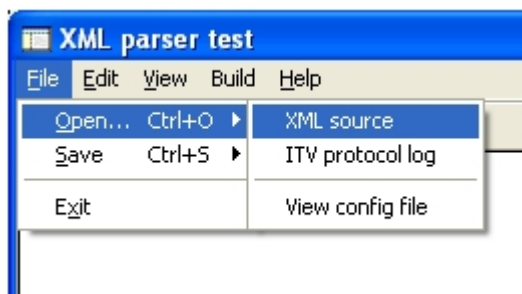 XML parser test
File Edit View Build Help
Open... Ctrl+O XML source
Save Ctrl+S ITV protocol log
Exit View config file